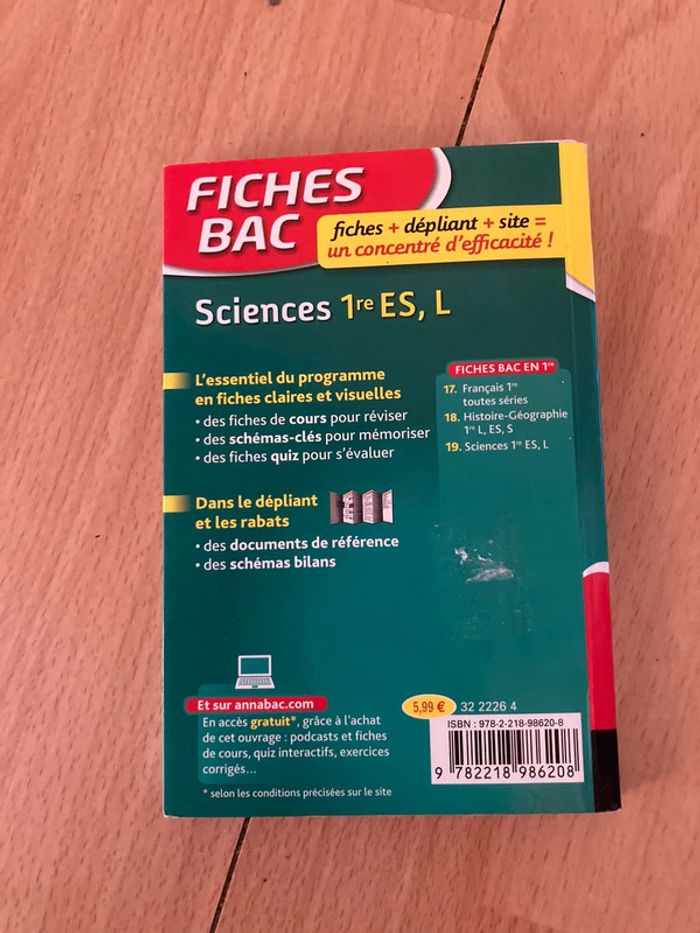 FICHES
BAC
fiches + dépliant + site =
un concentré d'efficacité !
Sciences 1re ES, L
L'essentiel du programme
en fiches claires et visuelles
• des fiches de cours pour réviser
• des schémas-clés pour mémoriser
• des fiches quiz pour s'évaluer
FICHES BAC EN 1re
17. Français 1re
toutes séries
18. Histoire-Géographie
1re L, ES, S
19. Sciences 1re ES, L
Dans le dépliant
et les rabats
• des documents de référence
• des schémas bilans
Et sur annabac.com
En accès gratuit*, grâce à l'achat
de cet ouvrage : podcasts et fiches
de cours, quiz interactifs, exercices
corrigés...
* selon les conditions précisées sur le site
5,99 €
32 2226 4
ISBN : 978-2-218-98620-8
9 782218 986208